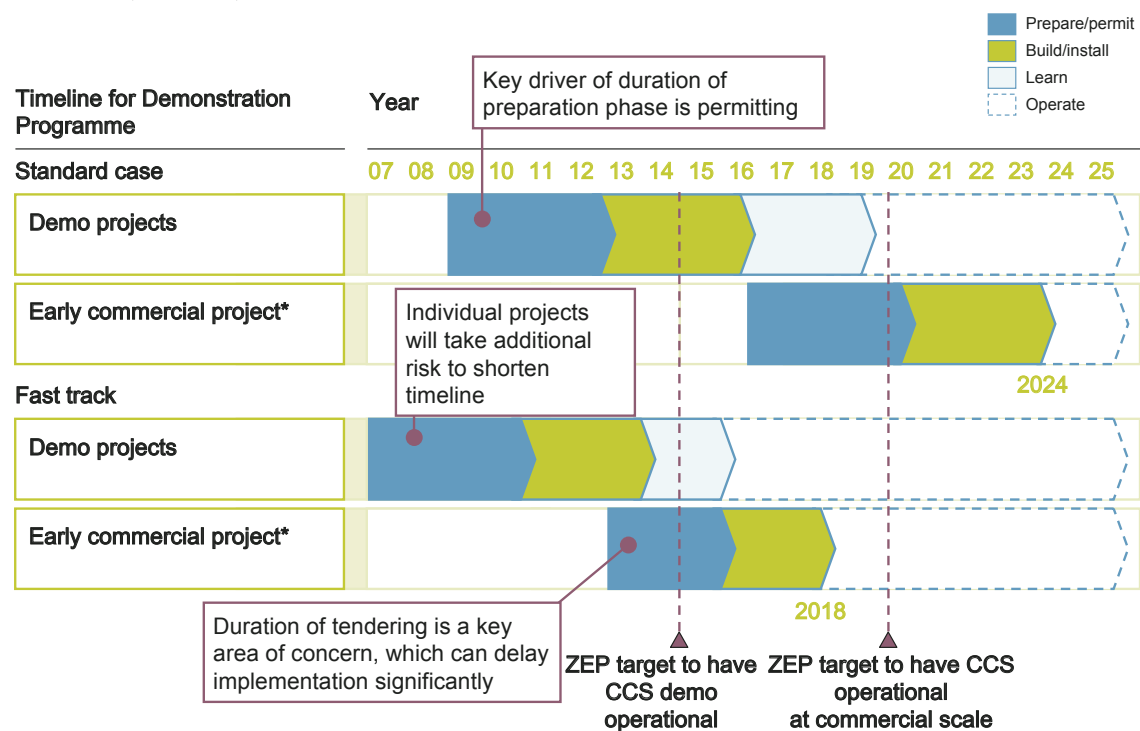 Prepare/permit
Build/install
Learn
Operate
Key driver of duration of
preparation phase is permitting
Timeline for Demonstration
Programme
Year
Standard case
07 08 09 10 11 12 13 14 15 16 17 18 19 20 21 22 23 25
Demo projects
Early commercial project*
Individual projects
will take additional
risk to shorten
timeline
2024
Fast track
Demo projects
Early commercial project*
2018
Duration of tendering is a key
area of concern, which can delay
implementation significantly
ZEP target to have
CCS demo
operational
ZEP target to have CCS
operational
at commercial scale